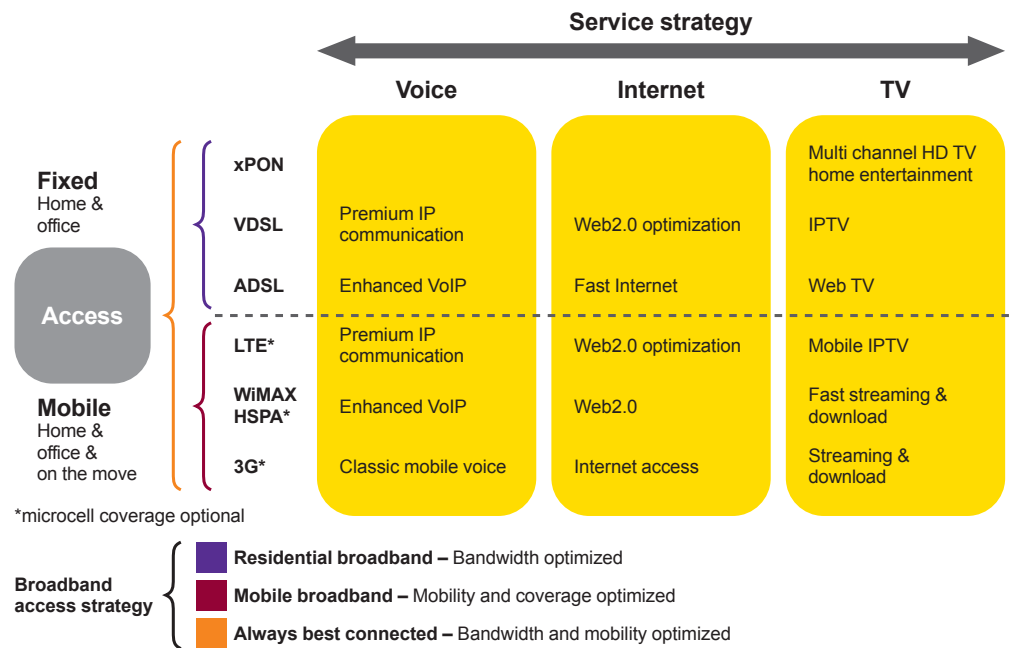 Service strategy
Voice
Internet
TV
Fixed
Home &
office
Access
Mobile
Home &
office &
on the move
xPON
Multi channel HD TV
home entertainment
VDSL
Premium IP
communication
Web2.0 optimization
IPTV
ADSL
Enhanced VoIP
Fast Internet
Web TV
LTE*
Premium IP
communication
Web2.0 optimization
Mobile IPTV
WiMAX
HSPA*
Enhanced VoIP
Web2.0
Fast streaming &
download
3G*
Classic mobile voice
Internet access
Streaming &
download
*microcell coverage optional
Broadband
access strategy
Residential broadband – Bandwidth optimized
Mobile broadband – Mobility and coverage optimized
Always best connected – Bandwidth and mobility optimized